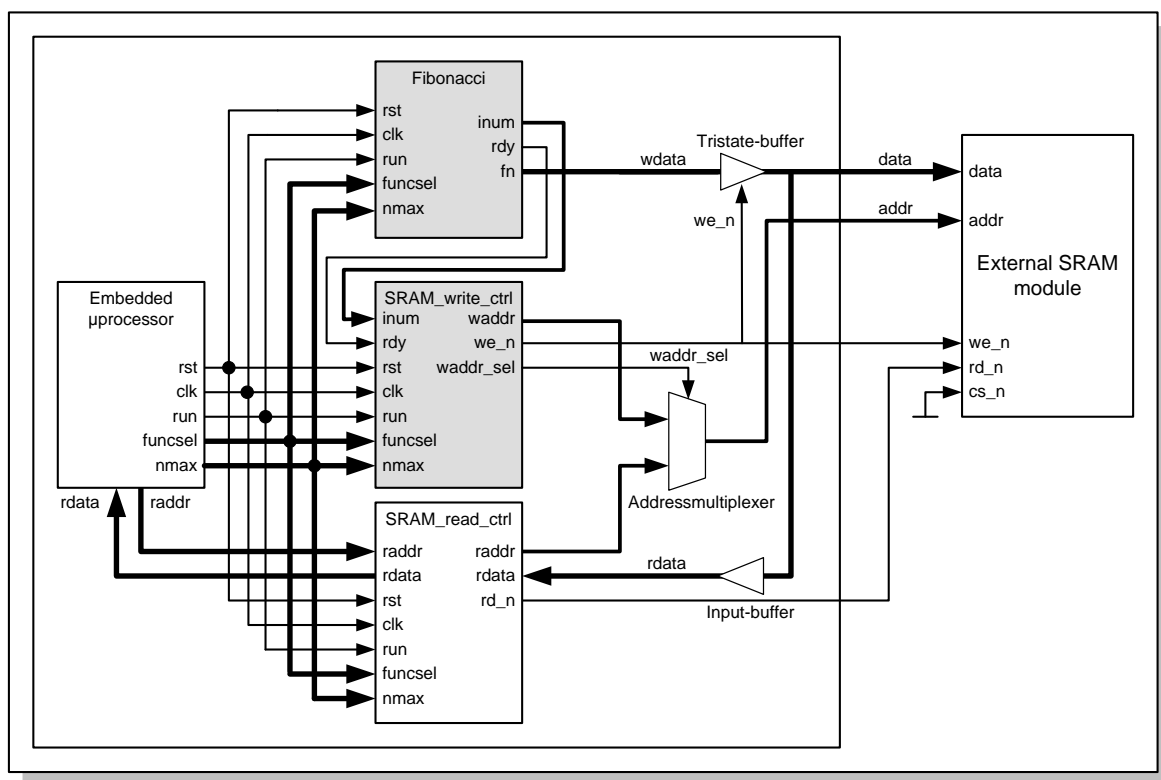 Fibonacci
rst
clk
run
funcsel
nmax
inum
rdy
fn
wdata
Tristate-buffer
we_n
data
addr
data
addr
External SRAM
module
we_n
rd_n
cs_n
Embedded
µprocessor
rst
clk
run
funcsel
nmax
rdata
raddr
SRAM_write_ctrl
inum
rdy
rst
clk
run
funcsel
nmax
waddr
we_n
waddr_sel
waddr_sel
Addressmultiplexer
SRAM_read_ctrl
raddr
rdata
rst
clk
run
funcsel
nmax
raddr
rdata
rd_n
rdata
Input-buffer